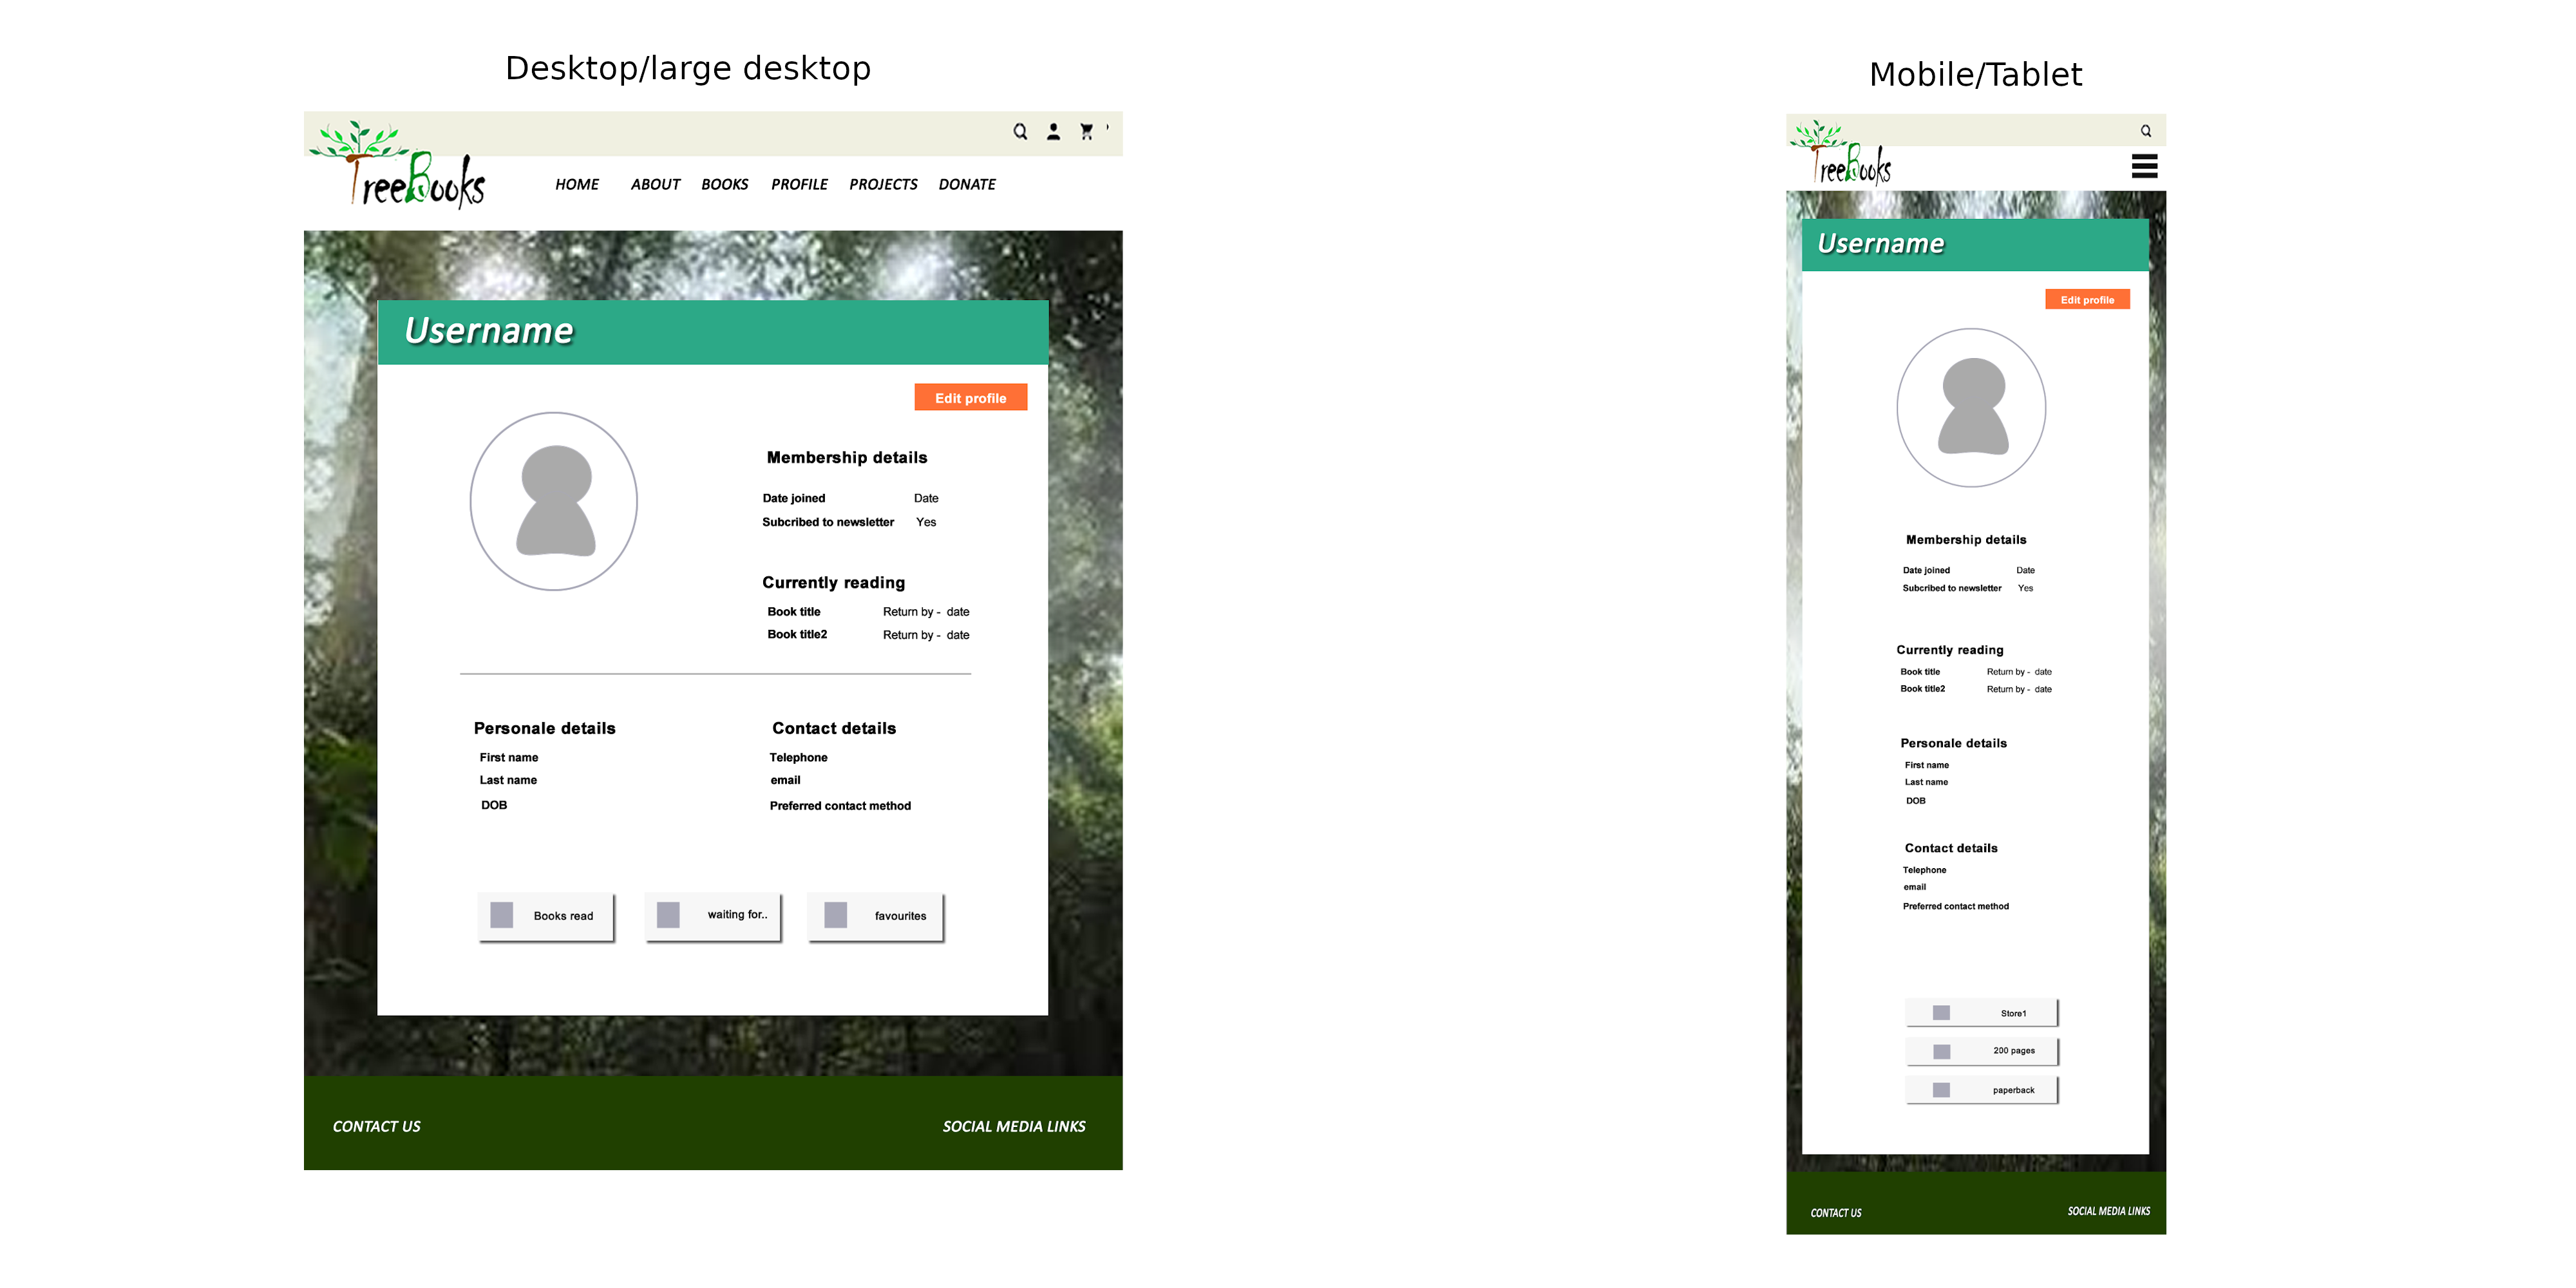 Desktop/large desktop
TreeBooks
HOME ABOUT BOOKS PROFILE PROJECTS DONATE
Username
Edit profile
Membership details
Date joined Date
Subcribed to newsletter Yes
Currently reading
Book title Return by - date
Book title2 Return by - date
Personale details
First name
Last name
DOB
Contact details
Telephone
email
Preferred contact method
Books read
waiting for..
favourites
CONTACT US
SOCIAL MEDIA LINKS
Mobile/Tablet
TreeBooks
Username
Edit profile
Membership details
Date joined Date
Subcribed to newsletter Yes
Currently reading
Book title Return by - date
Book title2 Return by - date
Personale details
First name
Last name
DOB
Contact details
Telephone
email
Preferred contact method
Store1
200 pages
paperback
CONTACT US
SOCIAL MEDIA LINKS